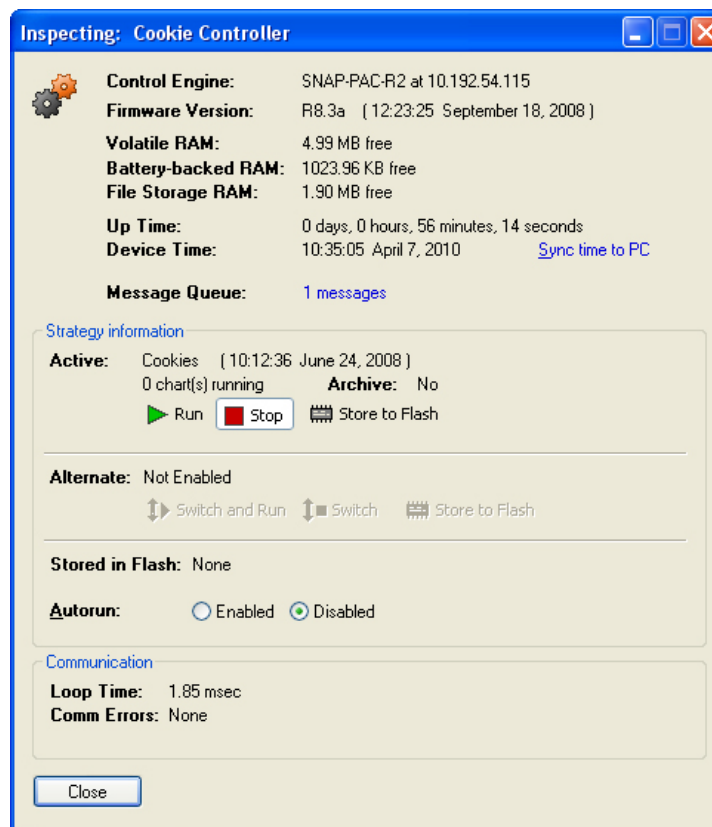 Inspecting: Cookie Controller
Control Engine: SNAP-PAC-R2 at 10.192.54.115
Firmware Version: R8.3a ( 12:23:25 September 18, 2008 )
Volatile RAM: 4.99 MB free
Battery-backed RAM: 1023.96 KB free
File Storage RAM: 1.90 MB free
Up Time: 0 days, 0 hours, 56 minutes, 14 seconds
Device Time: 10:35:05 April 7, 2010 Sync time to PC
Message Queue: 1 messages
Strategy information
Active: Cookies ( 10:12:36 June 24, 2008 )
0 chart(s) running Archive: No
Run Stop Store to Flash
Alternate: Not Enabled
Switch and Run Switch Store to Flash
Stored in Flash: None
Autorun: Enabled Disabled
Communication
Loop Time: 1.85 msec
Comm Errors: None
Close